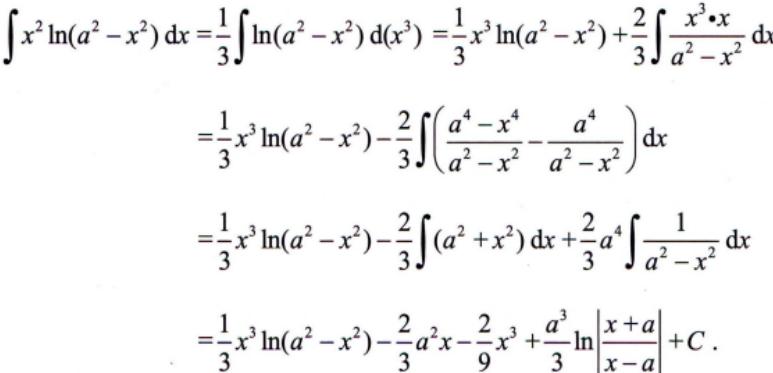 ∫x² ln(a² − x²) dx = 1/3 ∫ ln(a² − x²) d(x³) = 1/3 x³ ln(a² − x²) + 2/3 ∫ (x³•x)/(a² − x²) dx
= 1/3 x³ ln(a² − x²) − 2/3 ∫ ((a⁴ − x⁴)/(a² − x²) − a⁴/(a² − x²)) dx
= 1/3 x³ ln(a² − x²) − 2/3 ∫ (a² + x²) dx + 2/3 a⁴ ∫ 1/(a² − x²) dx
= 1/3 x³ ln(a² − x²) − 2/3 a²x − 2/9 x³ + a³/3 ln|(x + a)/(x − a)| + C .